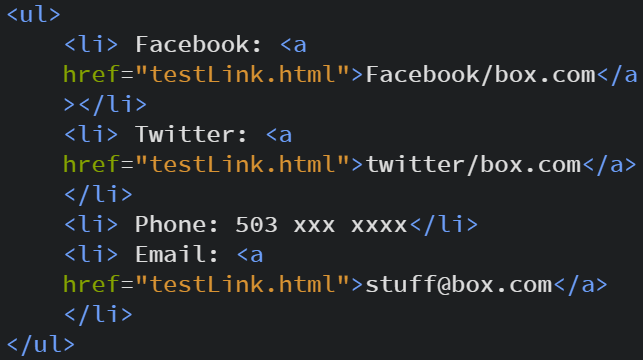 <ul>
<li> Facebook: <a
href="testLink.html">Facebook/box.com</a
></li>
<li> Twitter: <a
href="testLink.html">twitter/box.com</a>
</li>
<li> Phone: 503 xxx xxxx</li>
<li> Email: <a
href="testLink.html">stuff@box.com</a>
</li>
</ul>